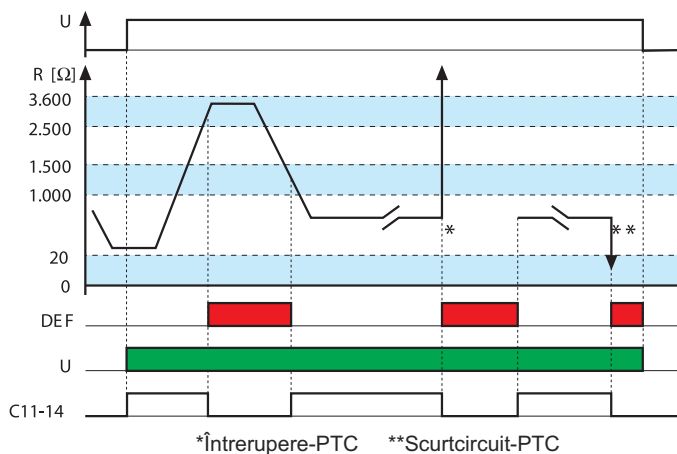 U
R [Ω]
3.600
2.500
1.500
1.000
*
**
20
0
DEF
U
C11-14
*Întrerupere-PTC **Scurtcircuit-PTC